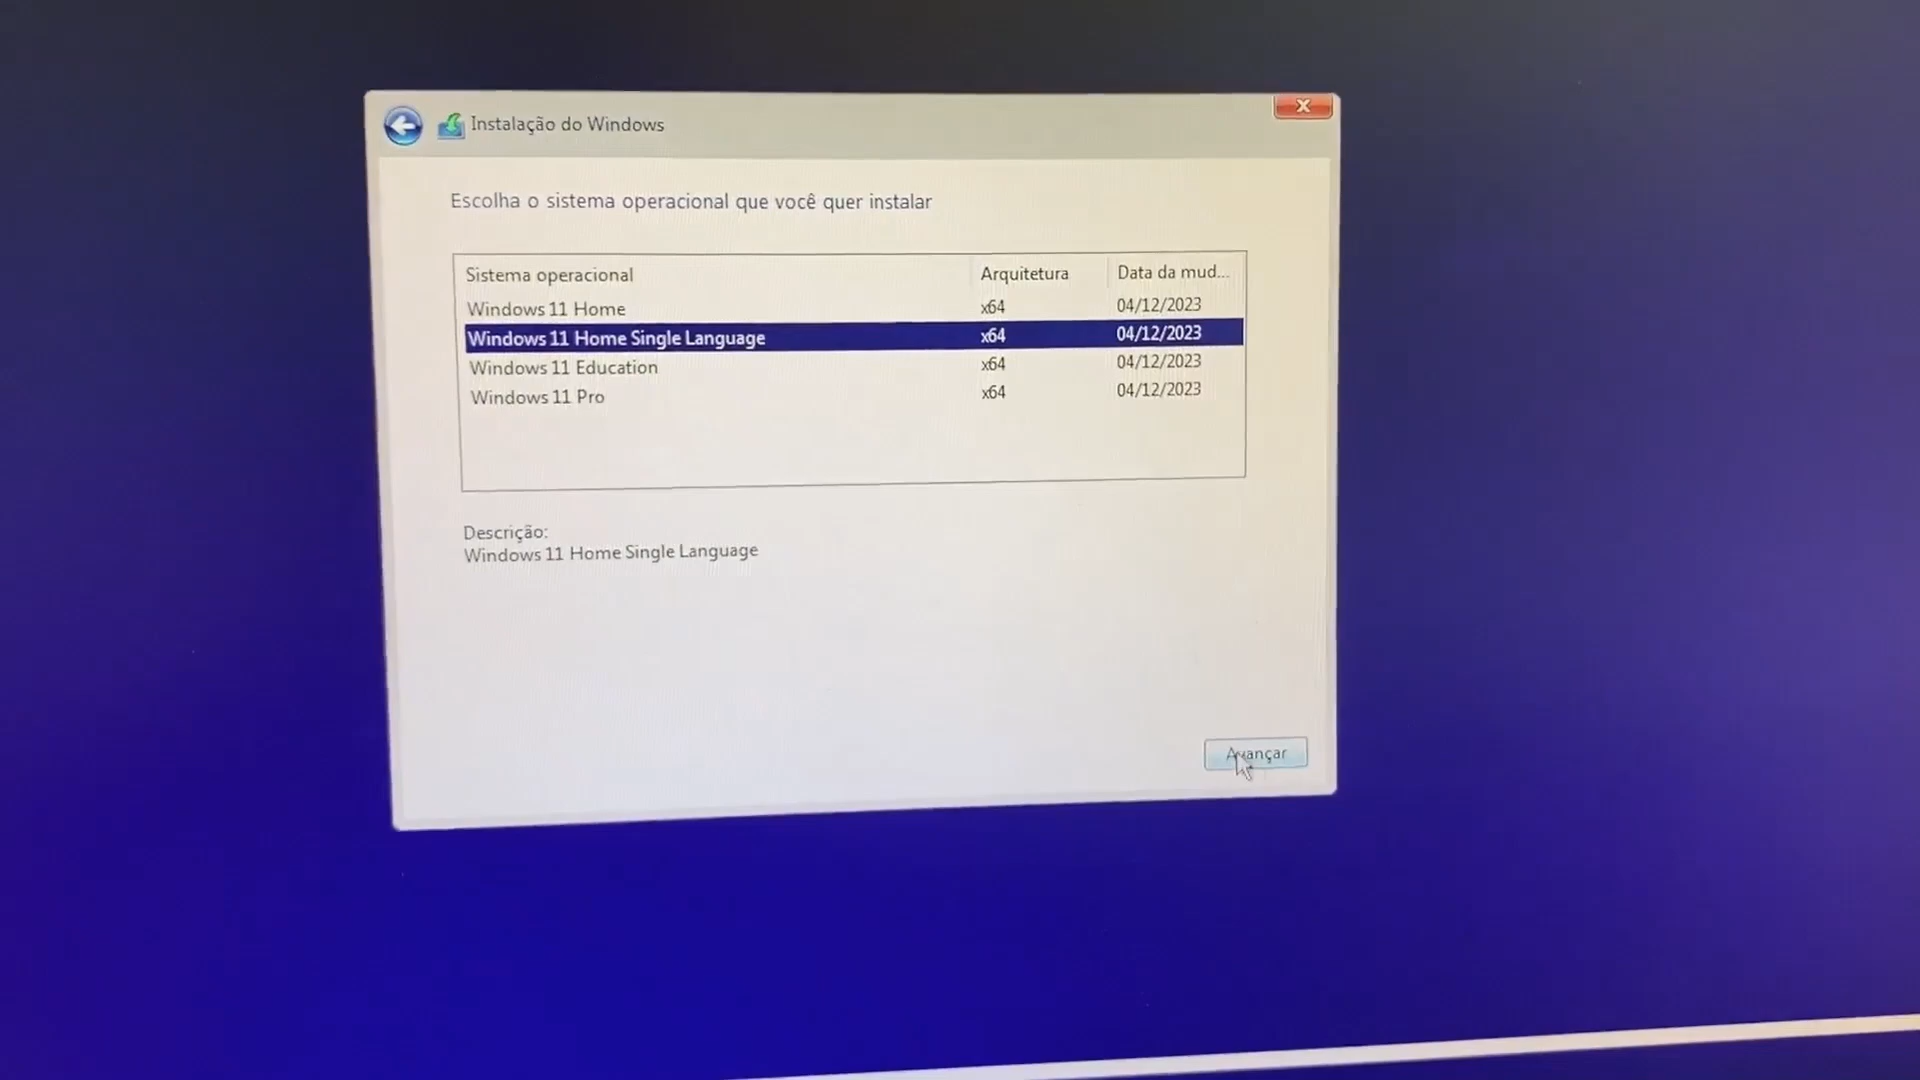 Instalação do Windows
X
Escolha o sistema operacional que você quer instalar
Sistema operacional Arquitetura Data da mud...
Windows 11 Home x64 04/12/2023
Windows 11 Home Single Language x64 04/12/2023
Windows 11 Education x64 04/12/2023
Windows 11 Pro x64 04/12/2023
Descrição:
Windows 11 Home Single Language
Avançar